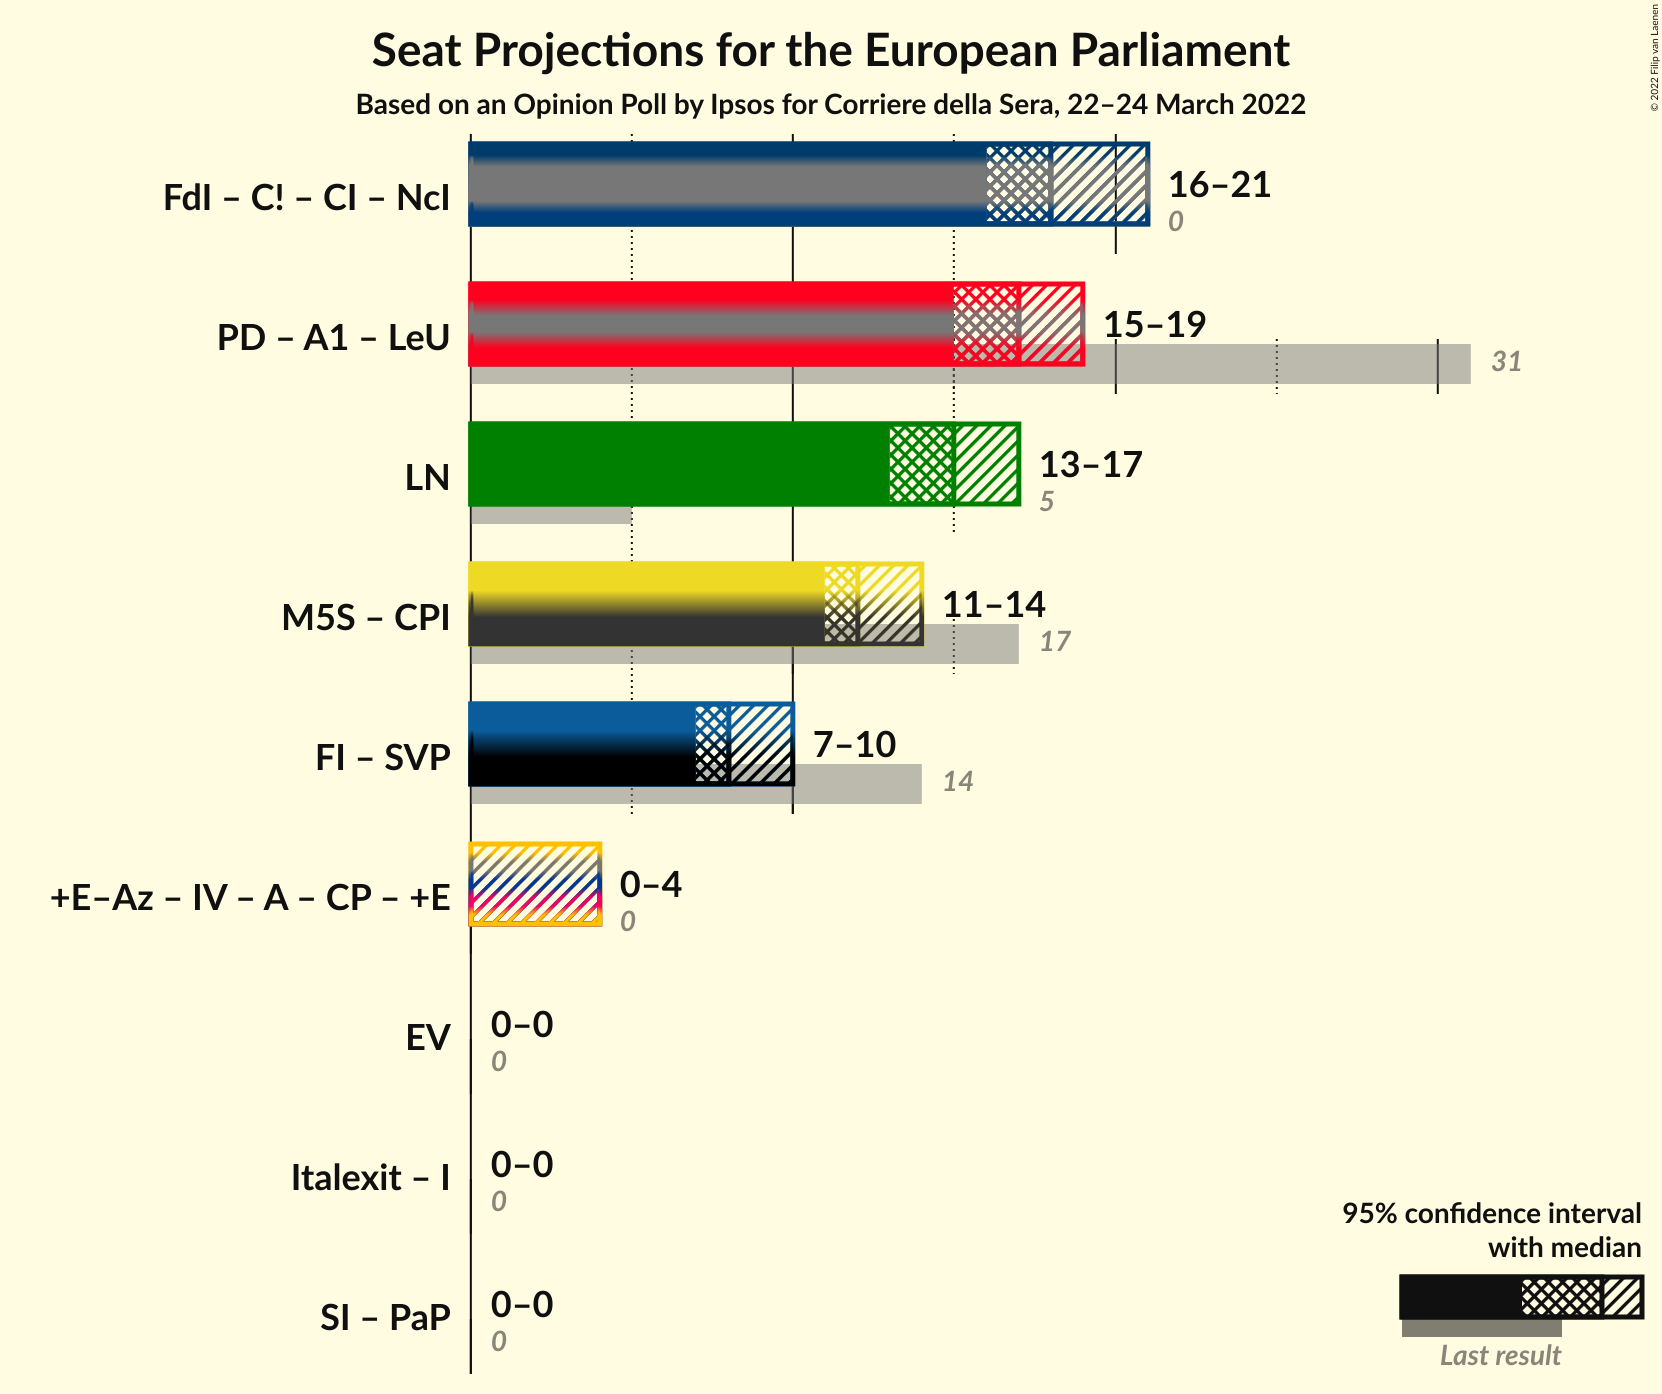 Seat Projections for the European Parliament
Based on an Opinion Poll by Ipsos for Corriere della Sera, 22–24 March 2022
© 2022 Filip van Laenen
FdI – C! – CI – NcI
16–21
0
PD – A1 – LeU
15–19
31
LN
13–17
5
M5S – CPI
11–14
17
FI – SVP
7–10
14
+E–Az – IV – A – CP – +E
0–4
0
EV
0–0
0
Italexit – I
0–0
0
SI – PaP
0–0
0
95% confidence interval
with median
Last result